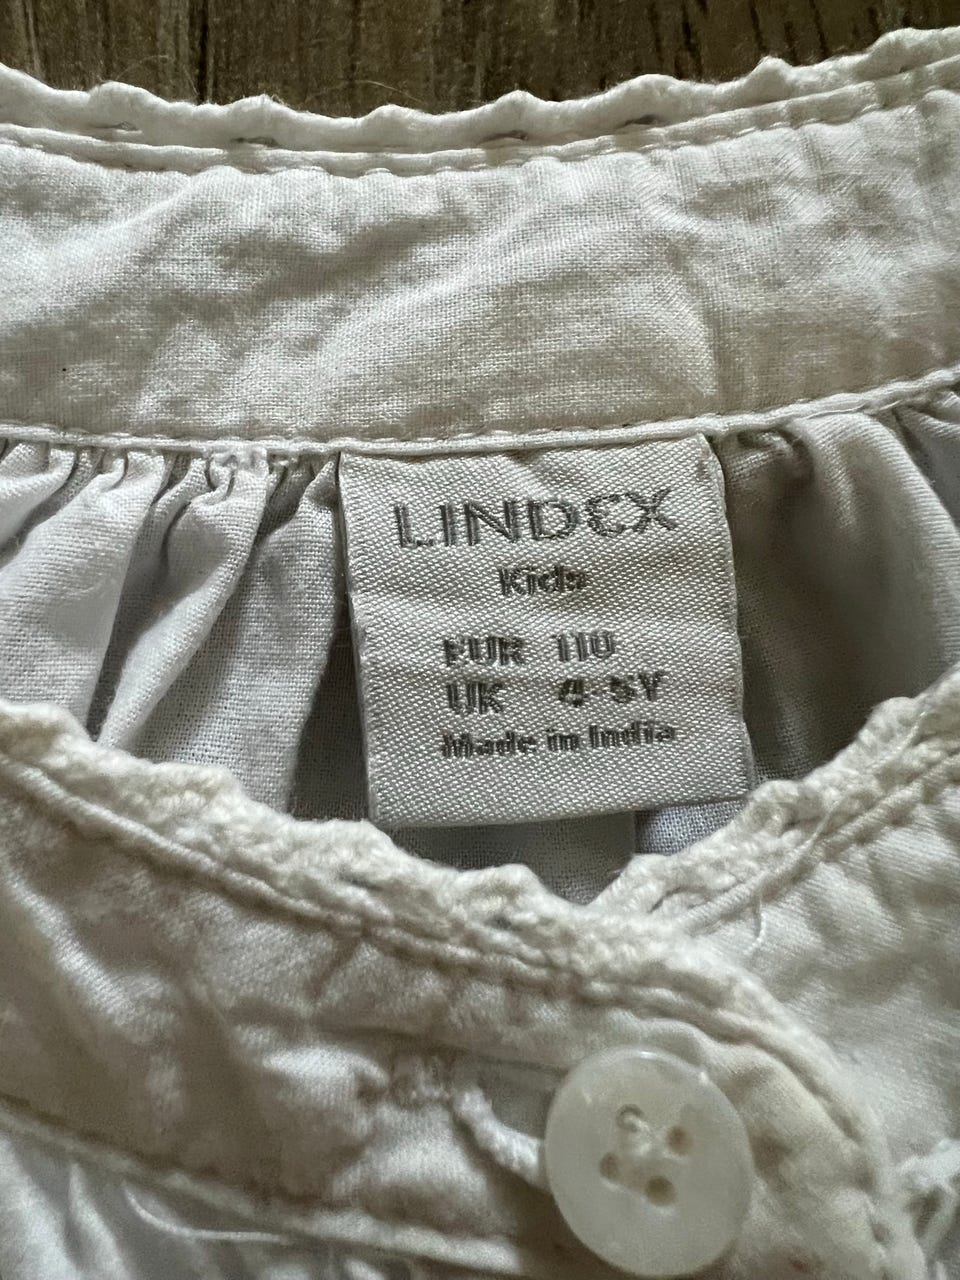 LINDEX
Kids
EUR 110
UK 4-5Y
Made in India